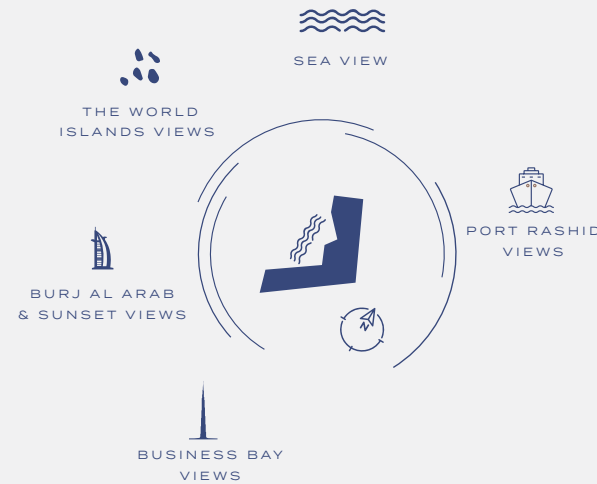 SEA VIEW
THE WORLD
ISLANDS VIEWS
PORT RASHID
VIEWS
BURJ AL ARAB
& SUNSET VIEWS
N
BUSINESS BAY
VIEWS